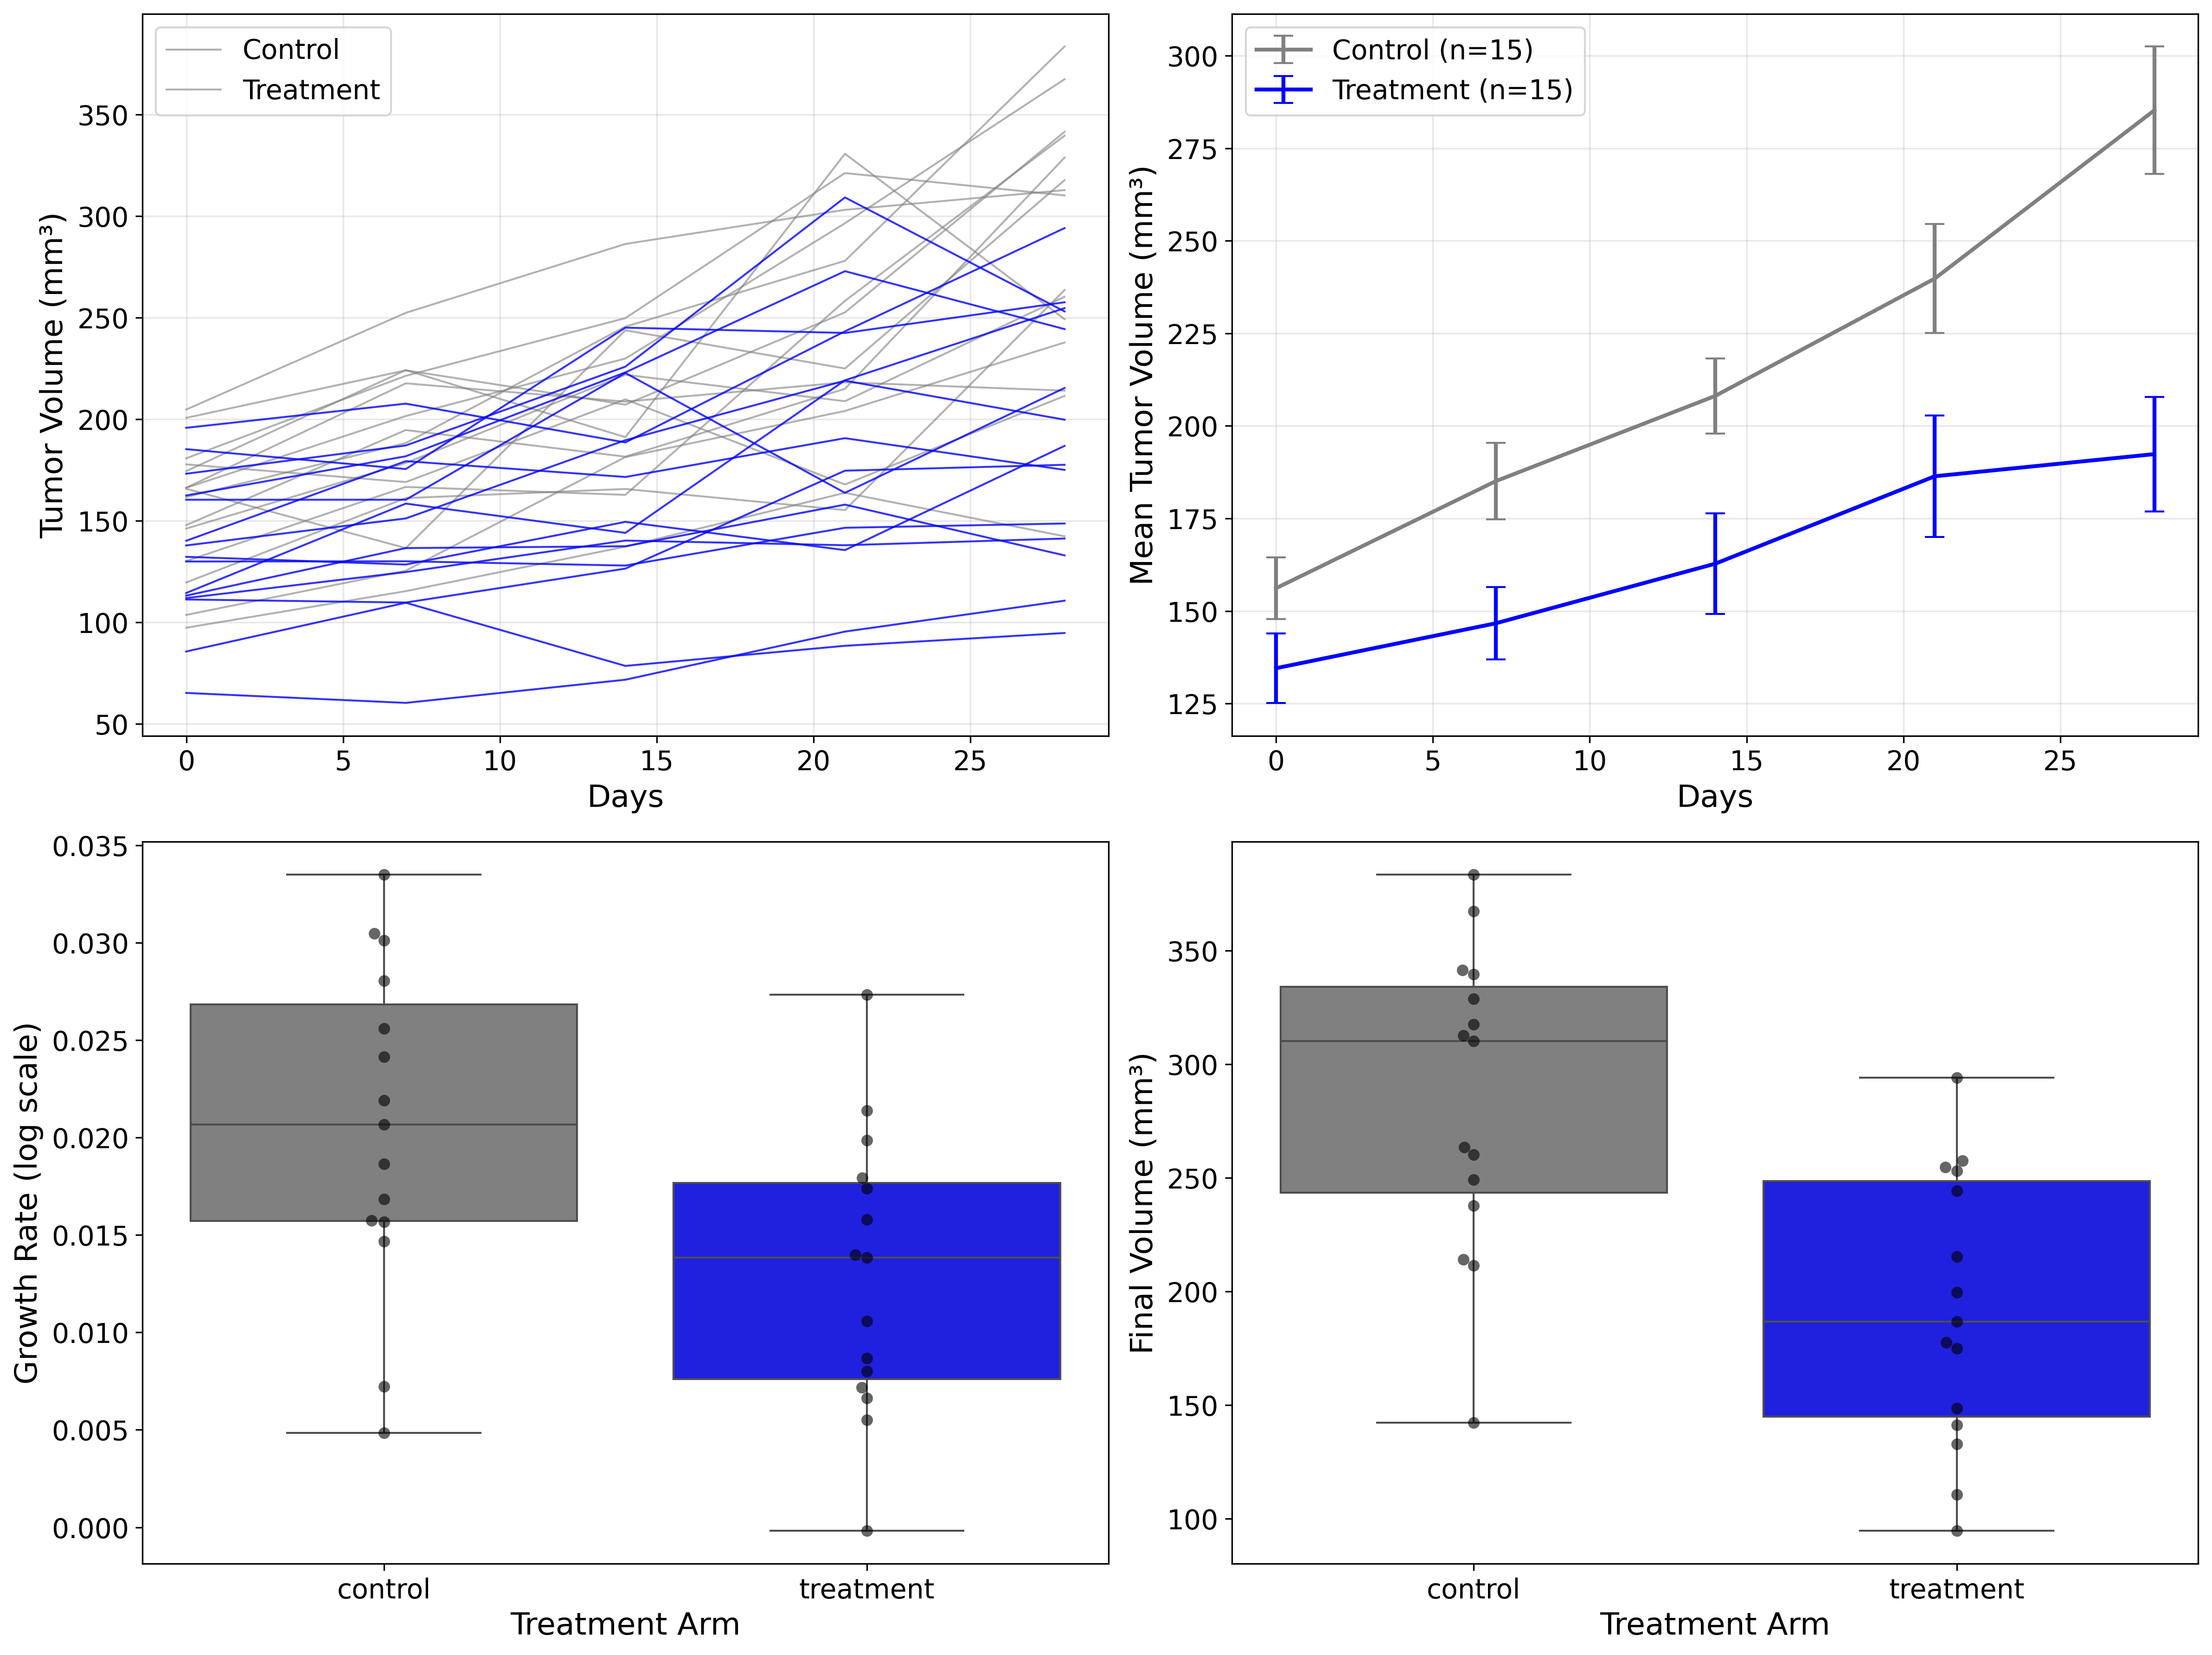 Control
Treatment
Tumor Volume (mm³)
350
300
250
200
150
100
50
0
5
10
15
20
25
Days
Control (n=15)
Treatment (n=15)
Mean Tumor Volume (mm³)
300
275
250
225
200
175
150
125
0
5
10
15
20
25
Days
Growth Rate (log scale)
0.035
0.030
0.025
0.020
0.015
0.010
0.005
0.000
control
treatment
Treatment Arm
Final Volume (mm³)
350
300
250
200
150
100
control
treatment
Treatment Arm